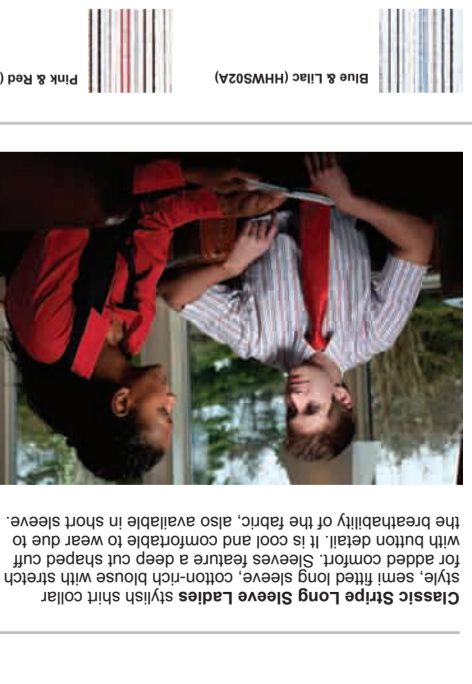 Classic Stripe Long Sleeve Ladies stylish shirt collar
style, semi fitted long sleeve, cotton-rich blouse with stretch
for added comfort. Sleeves feature a deep cut shaped cuff
with button detail. It is cool and comfortable to wear due to
the breathability of the fabric, also available in short sleeve.
Blue & Lilac (HHWS02A)
Pink & Red (